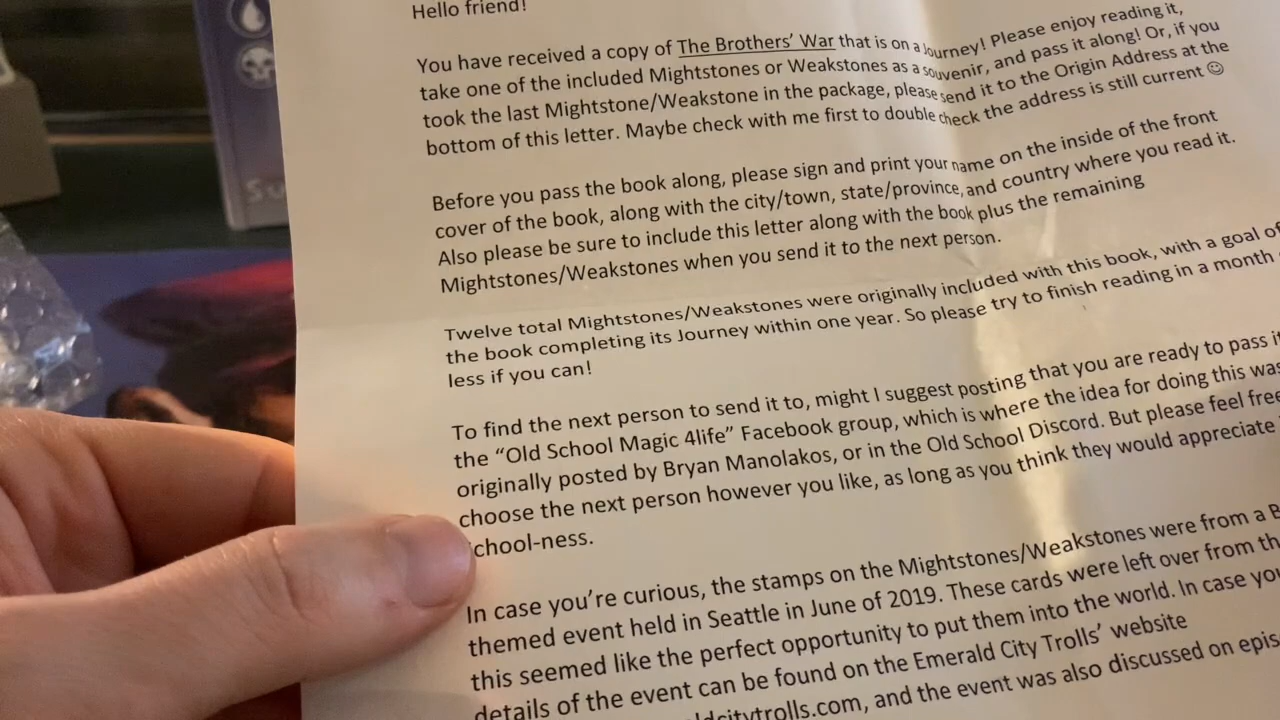 Hello friend!
You have received a copy of The Brothers' War that is on a Journey! Please enjoy reading it,
take one of the included Mightstones or Weakstones as a souvenir, and pass it along! Or, if you
took the last Mightstone/Weakstone in the package, please send it to the Origin Address at the
bottom of this letter. Maybe check with me first to double check the address is still current ☺
Before you pass the book along, please sign and print your name on the inside of the front
cover of the book, along with the city/town, state/province, and country where you read it.
Also please be sure to include this letter along with the book plus the remaining
Mightstones/Weakstones when you send it to the next person.
Twelve total Mightstones/Weakstones were originally included with this book, with a goal of
the book completing its Journey within one year. So please try to finish reading in a month
less if you can!
To find the next person to send it to, might I suggest posting that you are ready to pass it
the "Old School Magic 4life" Facebook group, which is where the idea for doing this was
originally posted by Bryan Manolakos, or in the Old School Discord. But please feel free
choose the next person however you like, as long as you think they would appreciate
chool-ness.
In case you're curious, the stamps on the Mightstones/Weakstones were from a B
themed event held in Seattle in June of 2019. These cards were left over from th
this seemed like the perfect opportunity to put them into the world. In case you
details of the event can be found on the Emerald City Trolls' website
ldcitytrolls.com, and the event was also discussed on epis